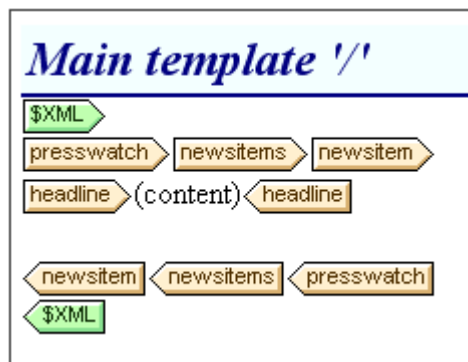 Main template '/'
$XML
presswatch newsitems newsitem
headline (content) headline
newsitem newsitems presswatch
$XML